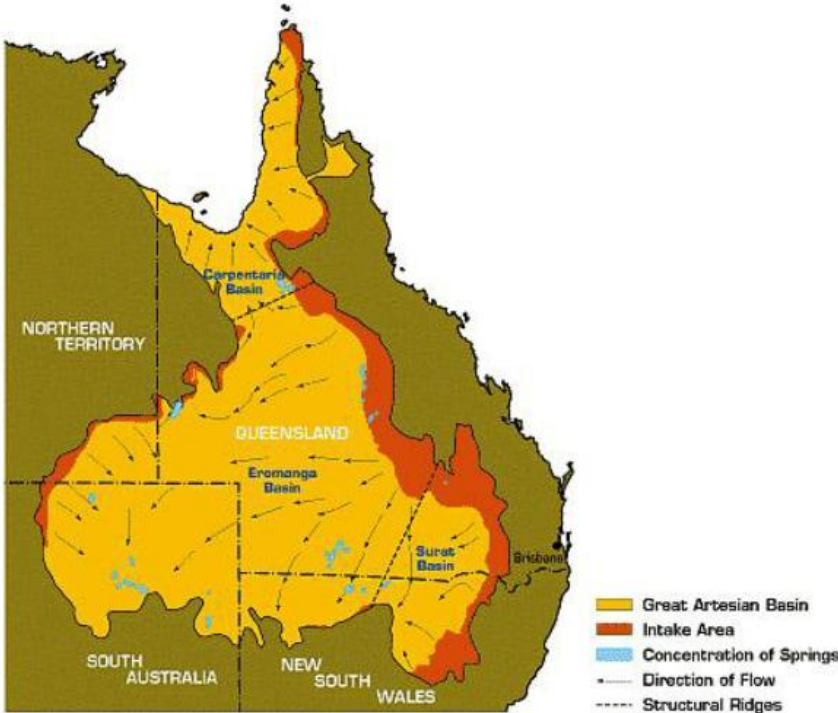 Carpentaria
Basin
NORTHERN
TERRITORY
QUEENSLAND
Eromanga
Basin
Surat
Basin
Brisbane
SOUTH
AUSTRALIA
NEW
SOUTH
WALES
Great Artesian Basin
Intake Area
Concentration of Springs
Direction of Flow
Structural Ridges